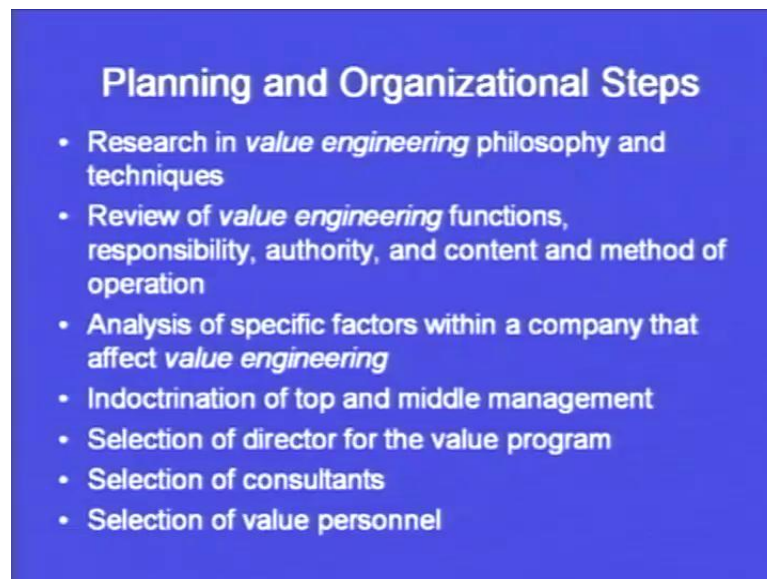 Planning and Organizational Steps
• Research in value engineering philosophy and
techniques
• Review of value engineering functions,
responsibility, authority, and content and method of
operation
• Analysis of specific factors within a company that
affect value engineering
• Indoctrination of top and middle management
• Selection of director for the value program
• Selection of consultants
• Selection of value personnel